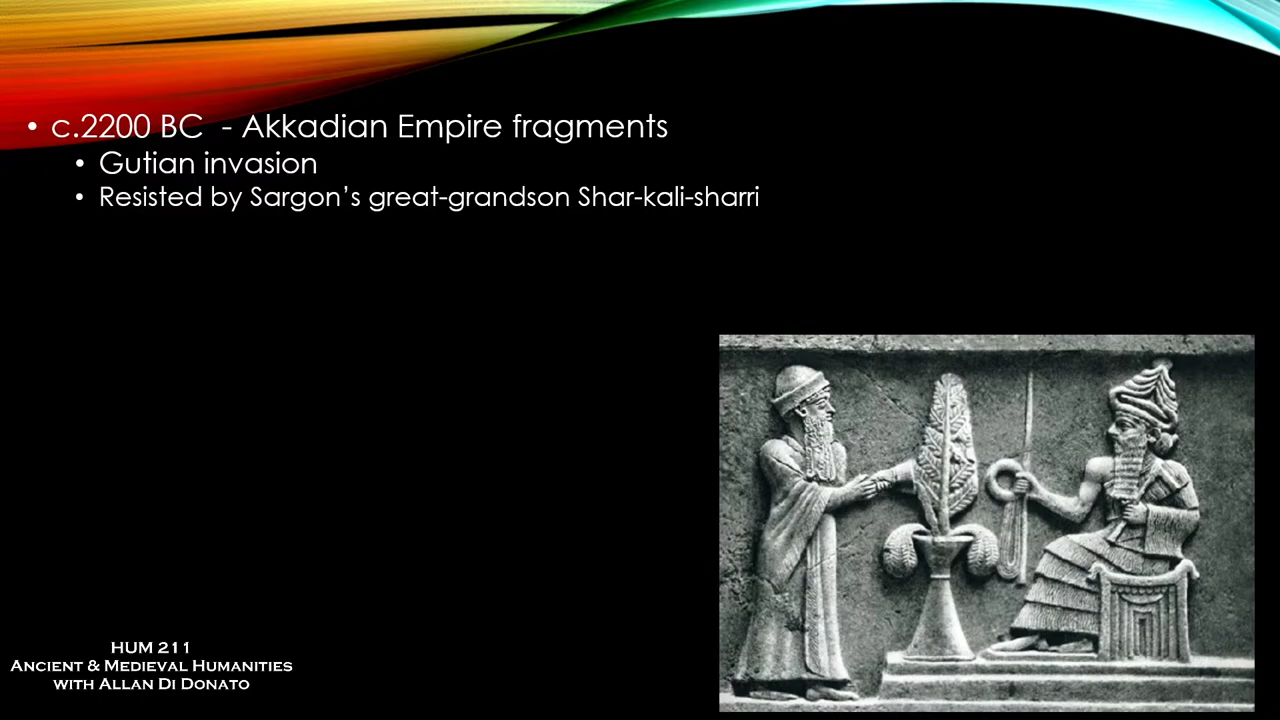 • c.2200 BC - Akkadian Empire fragments
• Gutian invasion
• Resisted by Sargon's great-grandson Shar-kali-sharri
HUM 211
Ancient & Medieval Humanities
with Allan Di Donato